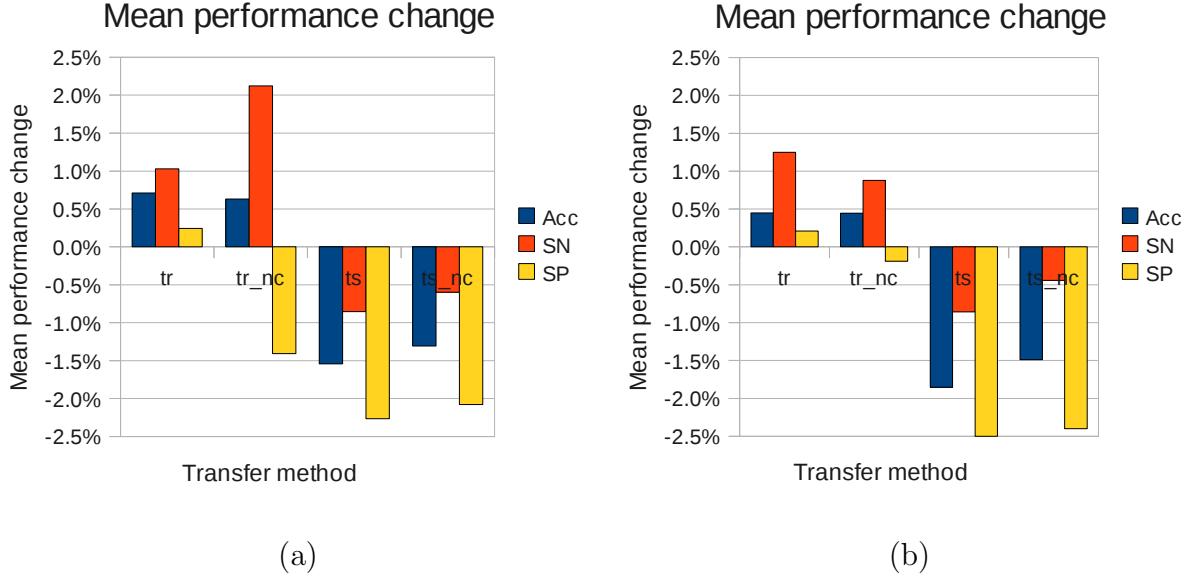 Mean performance change
2.5%
2.0%
1.5%
1.0%
0.5%
0.0%
-0.5%
-1.0%
-1.5%
-2.0%
-2.5%
Mean performance change
tr
tr_nc
ts
ts_nc
Transfer method
Acc
SN
SP
(a)
Mean performance change
2.5%
2.0%
1.5%
1.0%
0.5%
0.0%
-0.5%
-1.0%
-1.5%
-2.0%
-2.5%
Mean performance change
tr
tr_nc
ts
ts_nc
Transfer method
Acc
SN
SP
(b)